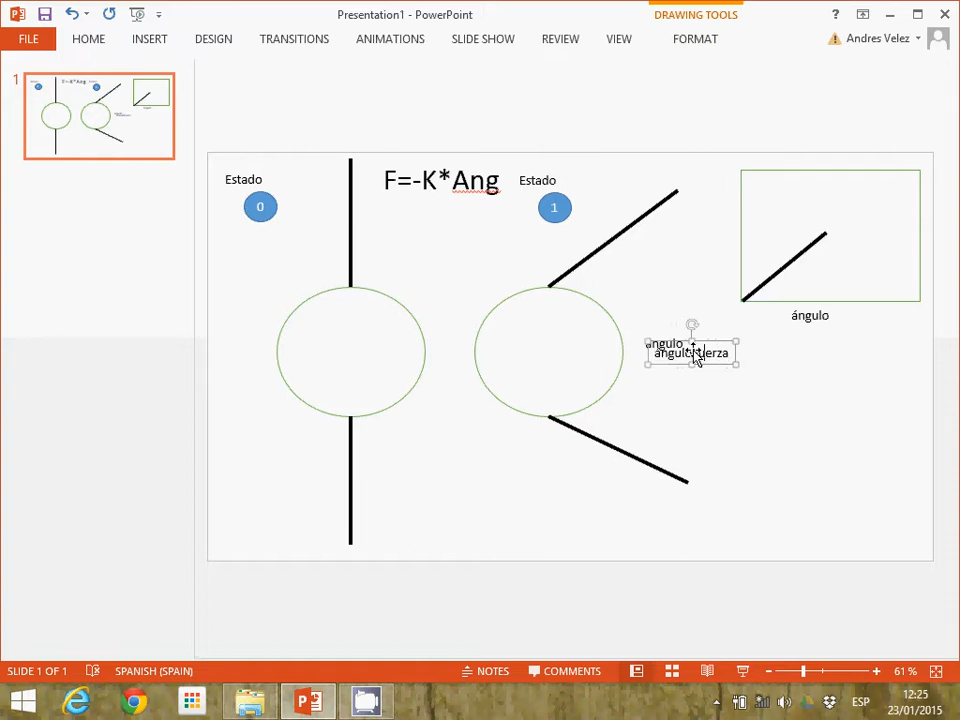 Presentation1 - PowerPoint
DRAWING TOOLS
?
FILE
HOME
INSERT
DESIGN
TRANSITIONS
ANIMATIONS
SLIDE SHOW
REVIEW
VIEW
FORMAT
Andres Velez
1
Estado
0
F=-K*Ang
Estado
1
ángulo
ángulo
SLIDE 1 OF 1
SPANISH (SPAIN)
NOTES
COMMENTS
61 %
ESP
12:25
23/01/2015